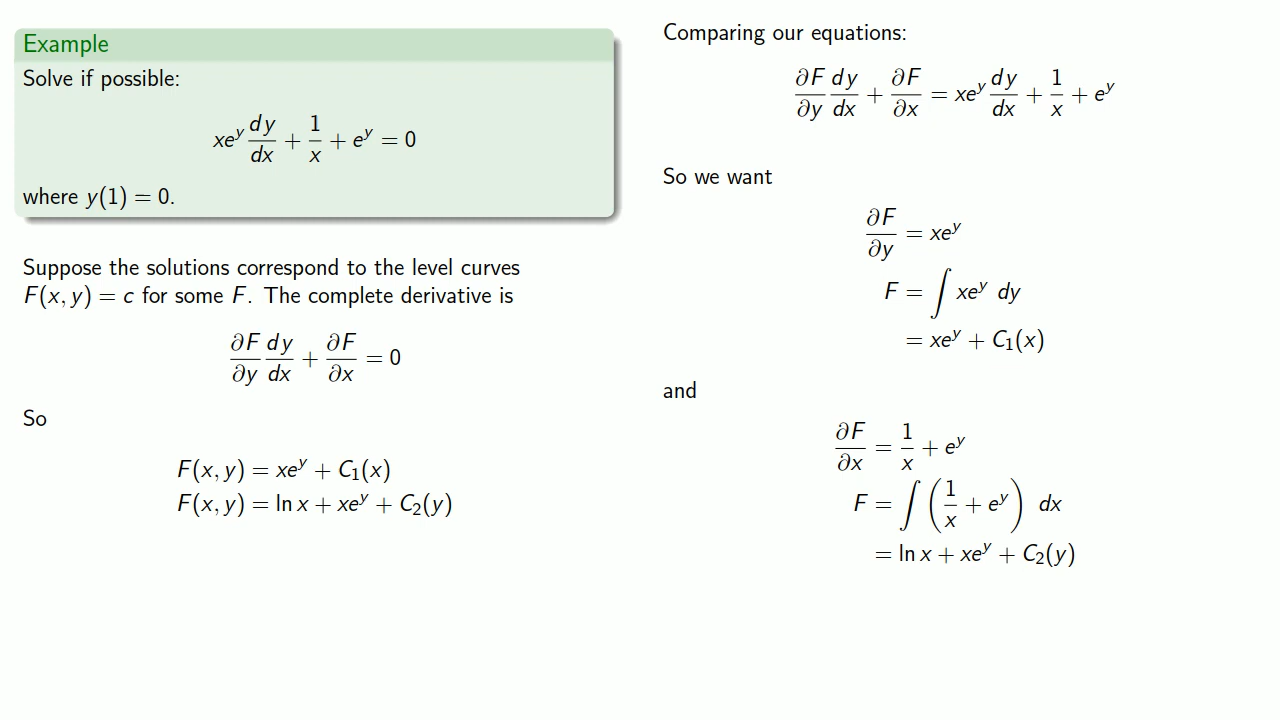 Example
Solve if possible:
xe^y dy/dx + 1/x + e^y = 0
where y(1) = 0.
Suppose the solutions correspond to the level curves
F(x, y) = c for some F. The complete derivative is
∂F/∂y dy/dx + ∂F/∂x = 0
So
F(x, y) = xe^y + C₁(x)
F(x, y) = ln x + xe^y + C₂(y)
Comparing our equations:
∂F/∂y dy/dx + ∂F/∂x = xe^y dy/dx + 1/x + e^y
So we want
∂F/∂y = xe^y
F = ∫ xe^y dy
= xe^y + C₁(x)
and
∂F/∂x = 1/x + e^y
F = ∫ (1/x + e^y) dx
= ln x + xe^y + C₂(y)